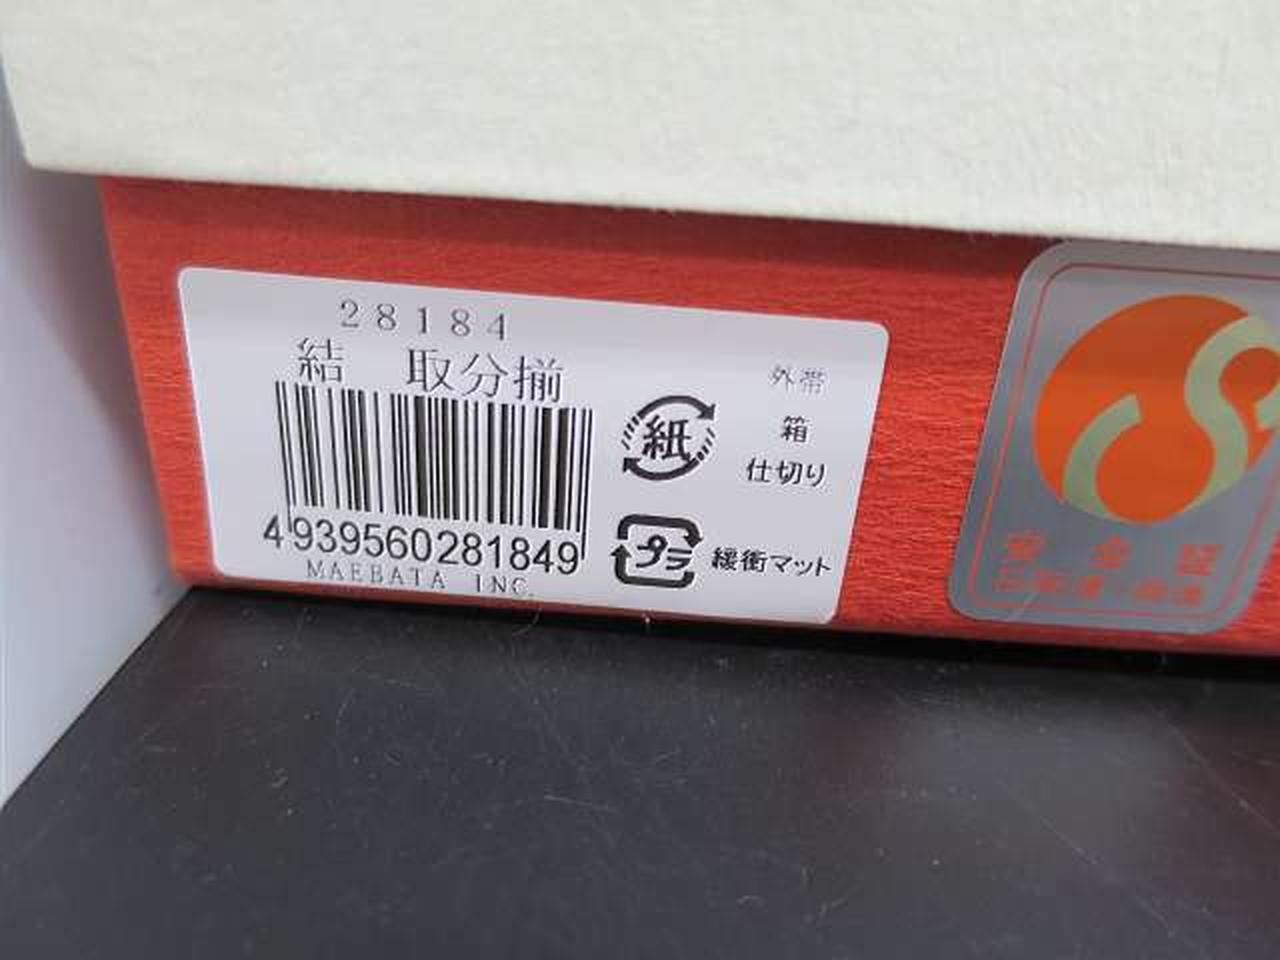 28184
結 取分揃
4939560281849
MAEBATA INC.
紙
外帯
箱
仕切り
プラ
緩衝マット